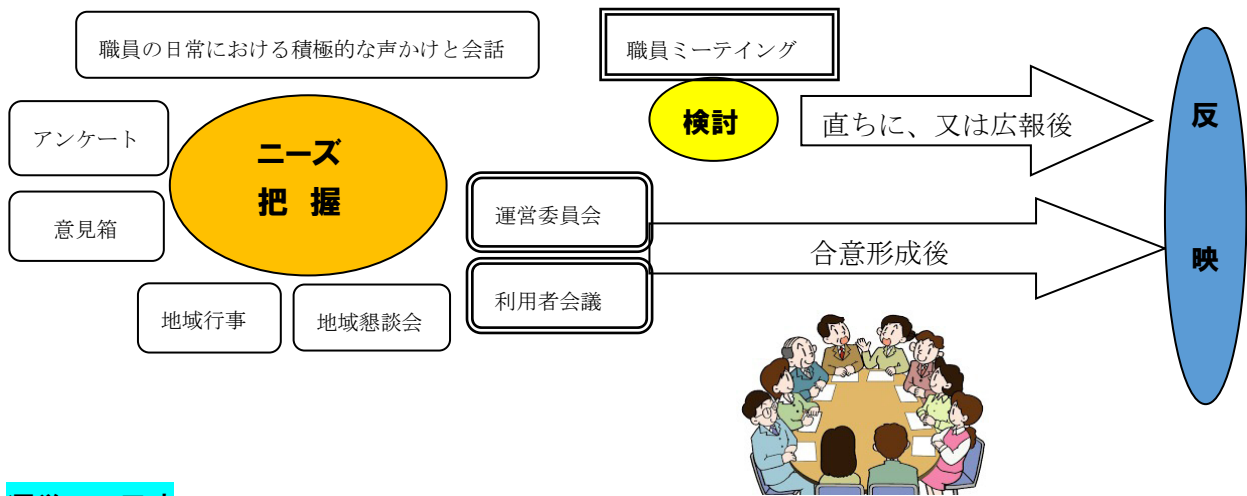 職員の日常における積極的な声かけと会話
職員ミーテイング
アンケート
ニーズ
把 握
検討
直ちに、又は広報後
反
映
意見箱
運営委員会
合意形成後
利用者会議
地域行事
地域懇談会